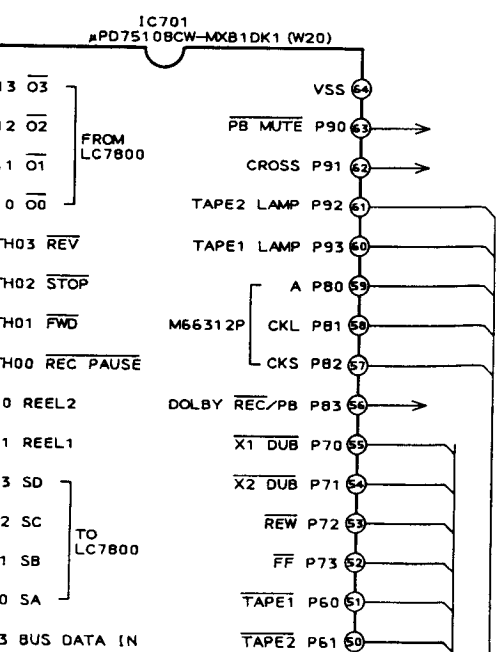 IC701
µPD75108CW-MXB1DK1 (W20)
VSS 64
3 O3
PB MUTE P90 63
2 O2
FROM
LC7800
CROSS P91 62
1 O1
TAPE2 LAMP P92 61
0 O0
TAPE1 LAMP P93 60
TH03 REV
A P80 59
TH02 STOP
M66312P CKL P81 58
TH01 FWD
CKS P82 57
TH00 REC PAUSE
DOLBY REC/PB P83 56
0 REEL2
X1 DUB P70 55
1 REEL1
X2 DUB P71 54
3 SD
REW P72 53
2 SC
TO
LC7800
FF P73 52
1 SB
TAPE1 P60 51
0 SA
TAPE2 P61 50
3 BUS DATA IN